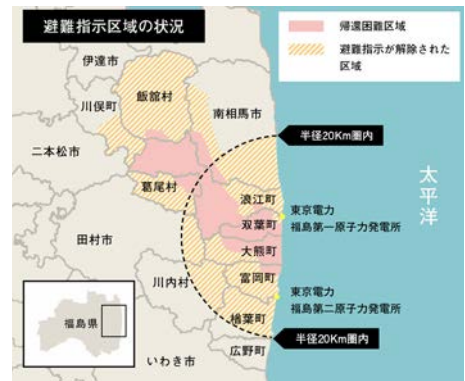 避難指示区域の状況
帰還困難区域
避難指示が解除された
区域
伊達市
飯舘村
川俣町
南相馬市
半径20Km圏内
二本松市
太平洋
葛尾村
浪江町
東京電力
福島第一原子力発電所
双葉町
田村市
大熊町
富岡町
川内村
東京電力
福島第二原子力発電所
福島県
楢葉町
半径20Km圏内
広野町
いわき市